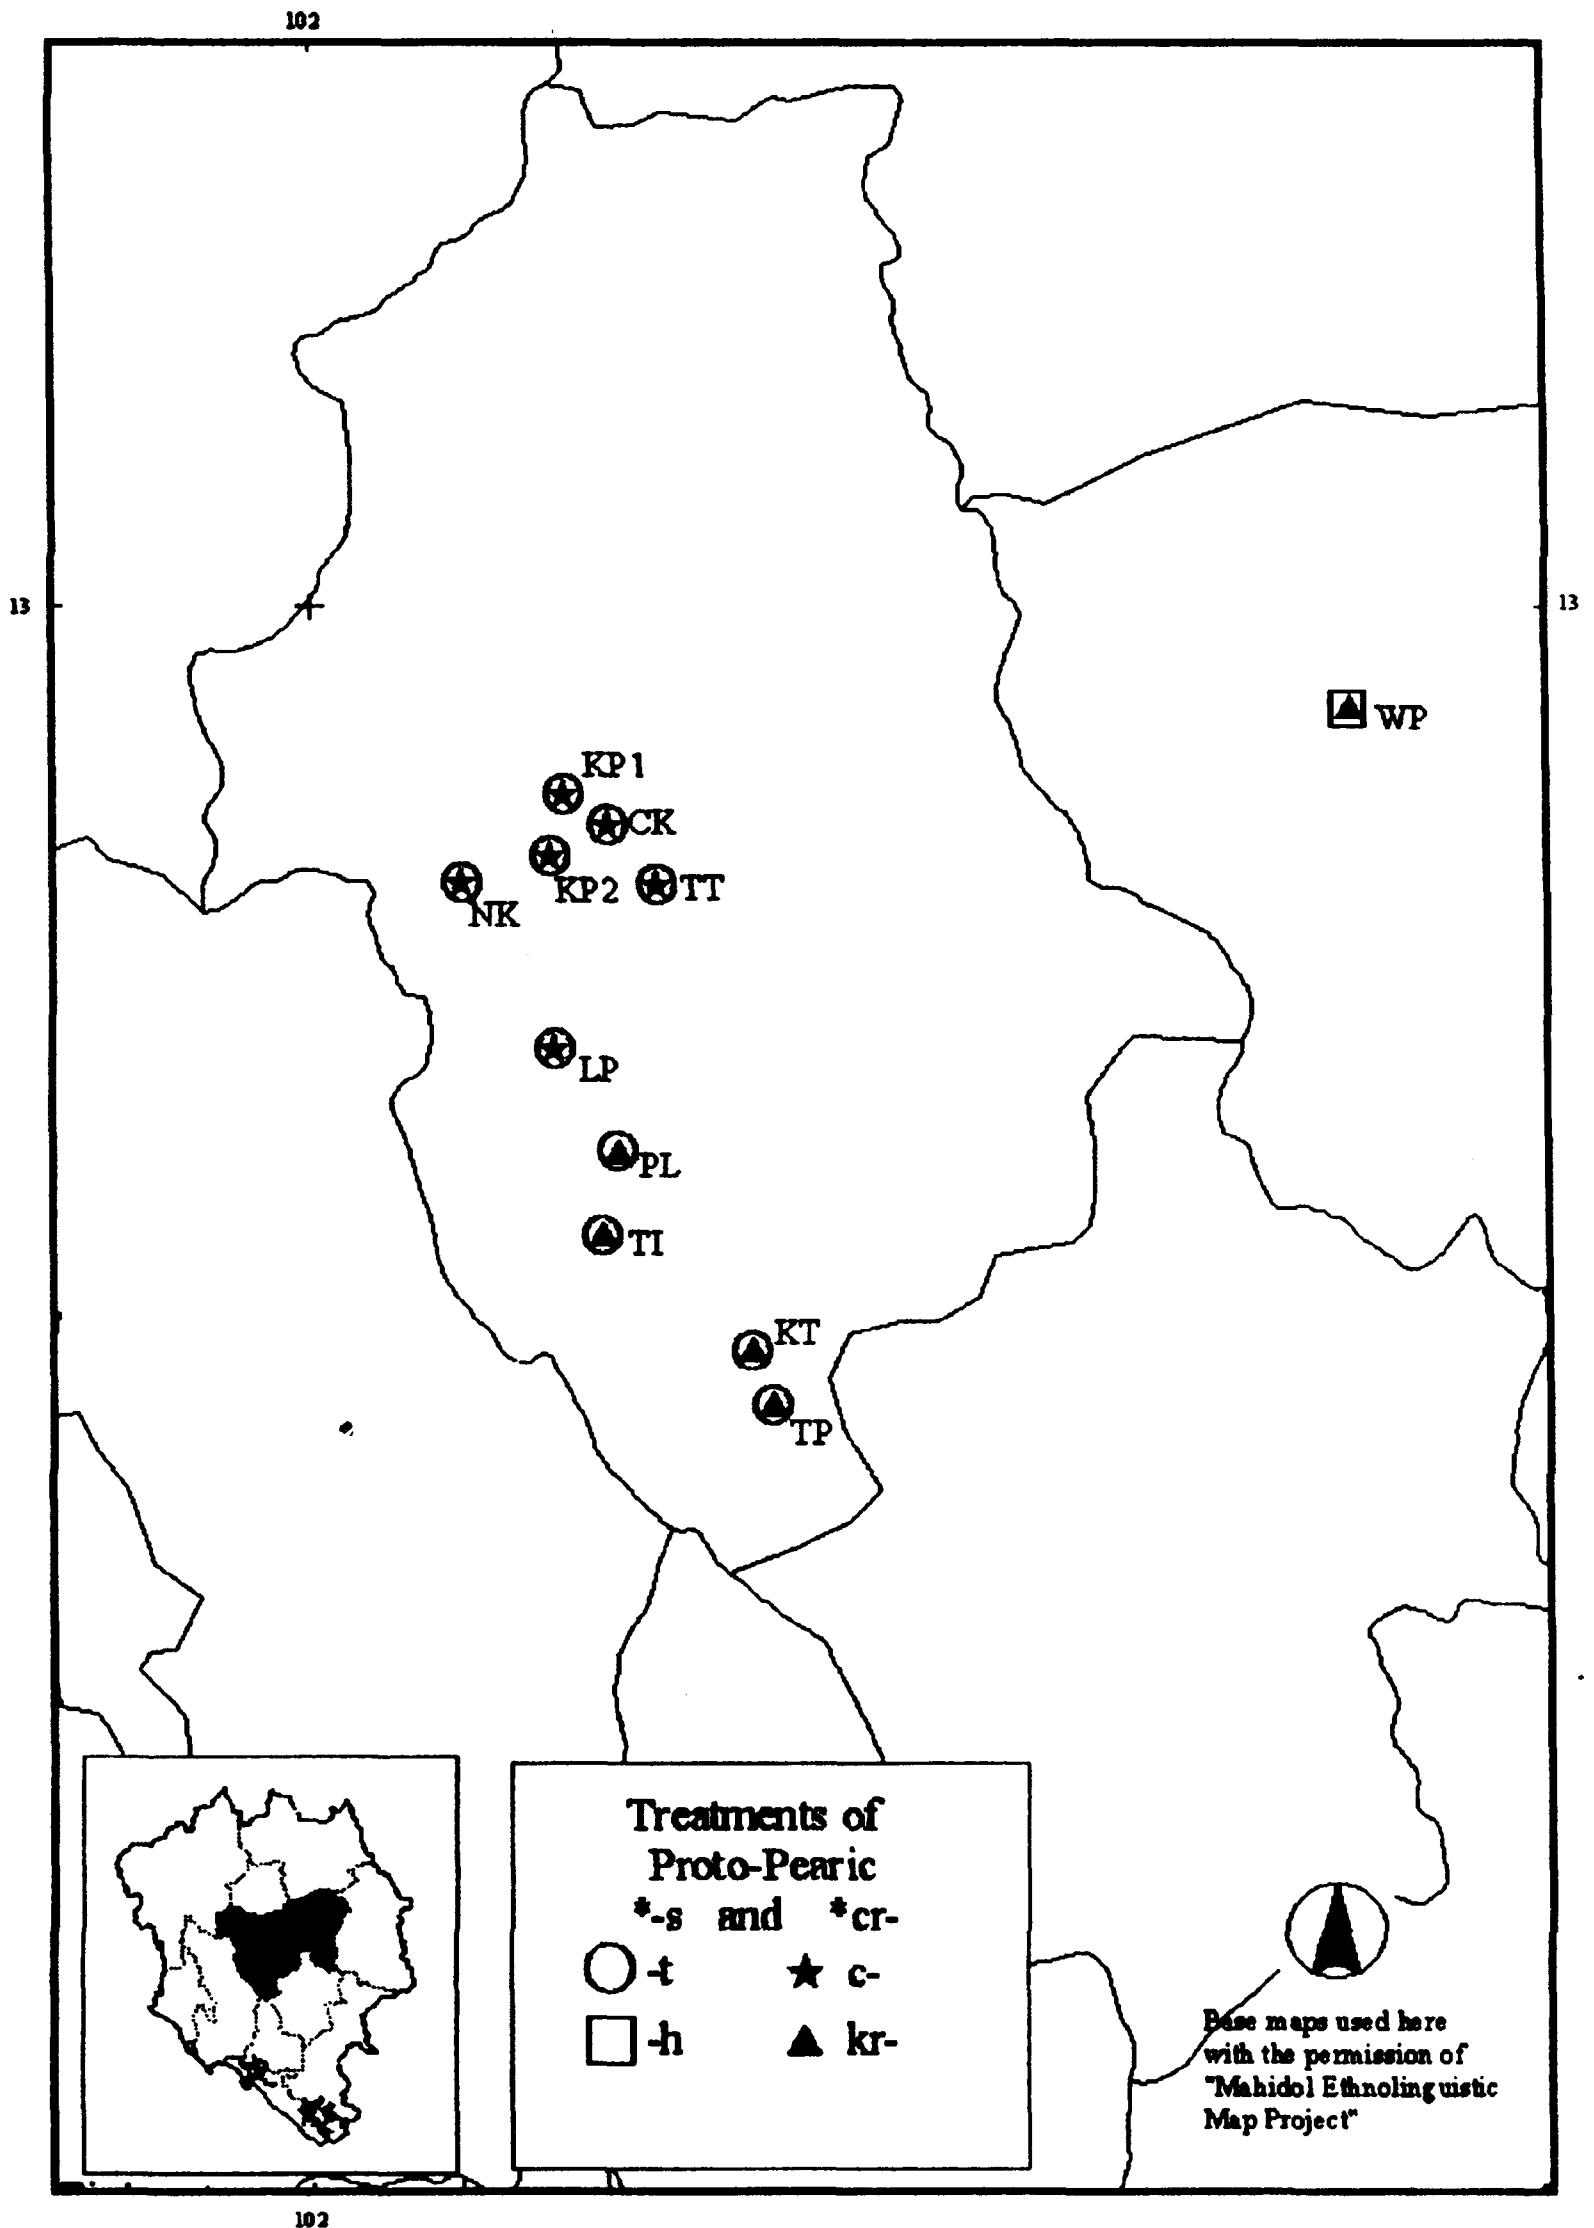 102
13
13
WP
KP1
CK
KP2
TT
NK
LP
PL
TI
KT
TP
Treatments of
Proto-Pearic
*-s and *cr-
-t c-
-h kr-
Base maps used here
with the permission of
"Mahidol Ethnolinguistic
Map Project"
102